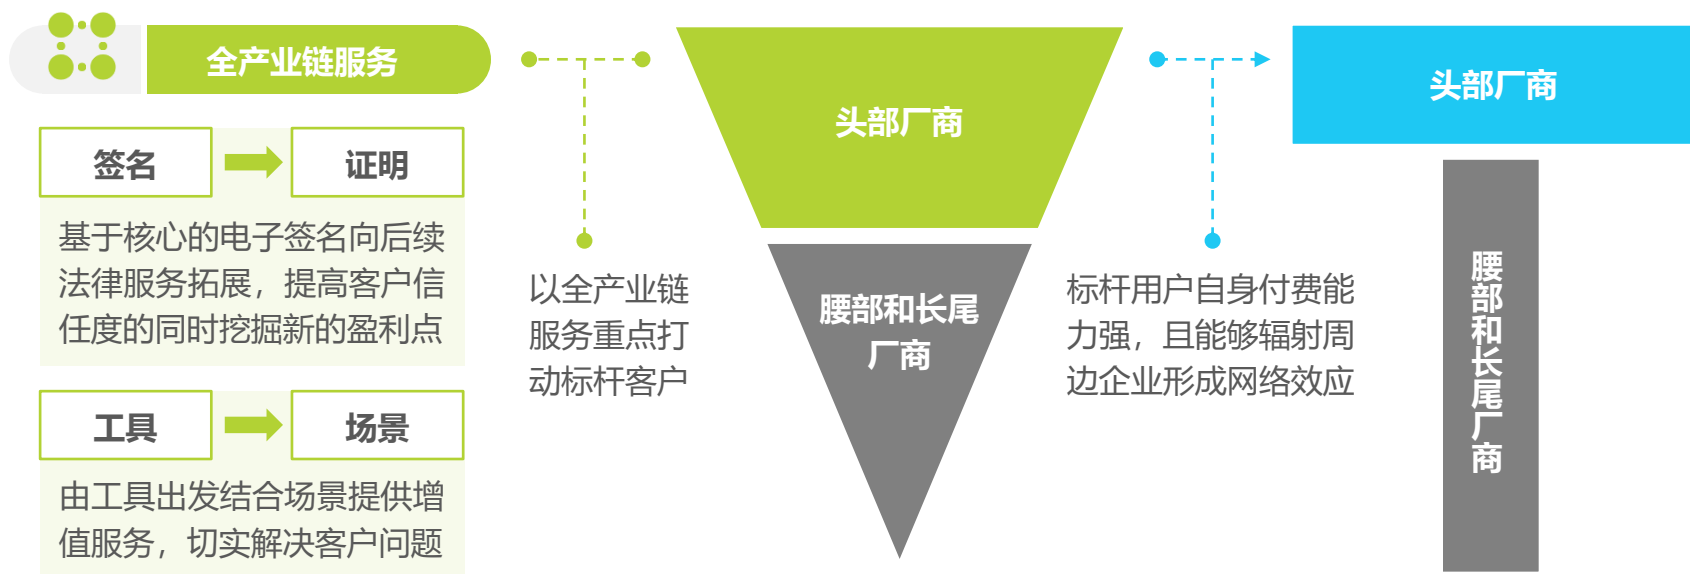 全产业链服务
签名
证明
基于核心的电子签名向后续
法律服务拓展，提高客户信
任度的同时挖掘新的盈利点
工具
场景
由工具出发结合场景提供增
值服务，切实解决客户问题
以全产业链
服务重点打
动标杆客户
头部厂商
腰部和长尾
厂商
标杆用户自身付费能
力强，且能够辐射周
边企业形成网络效应
头部厂商
腰部和长尾厂商